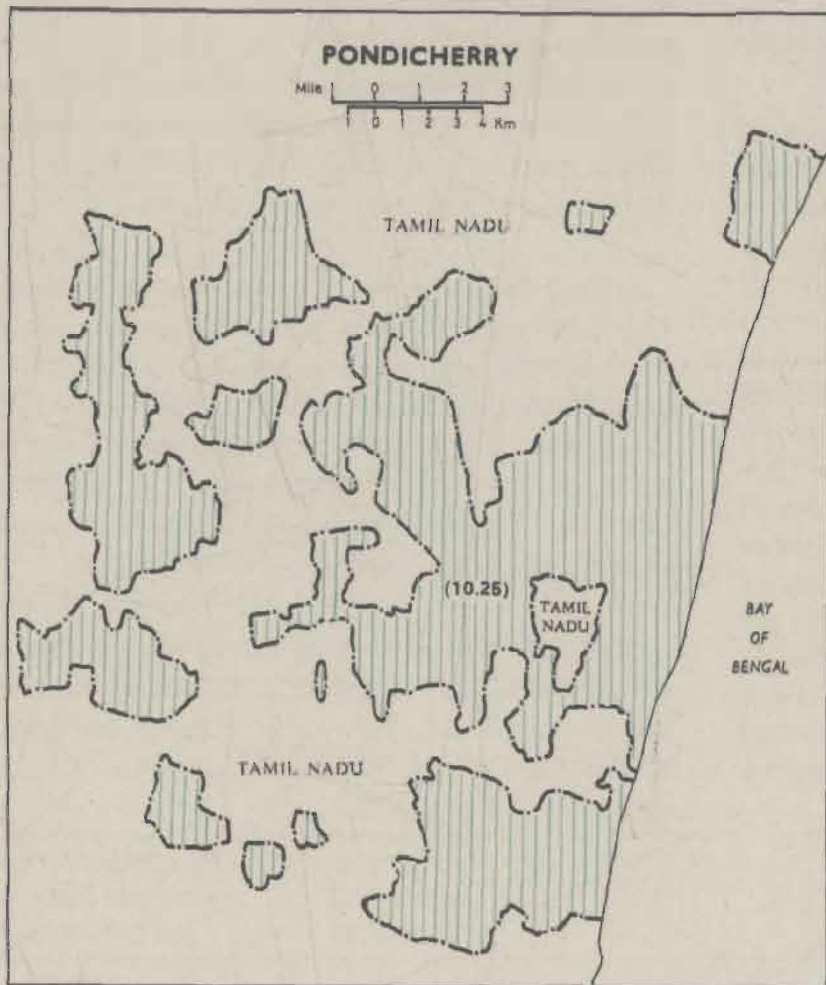 PONDICHERRY
Mile 1 0 1 2 3
1 0 1 2 3 4 Km
TAMIL NADU
(10.25)
TAMIL
NADU
BAY
OF
BENGAL
TAMIL NADU